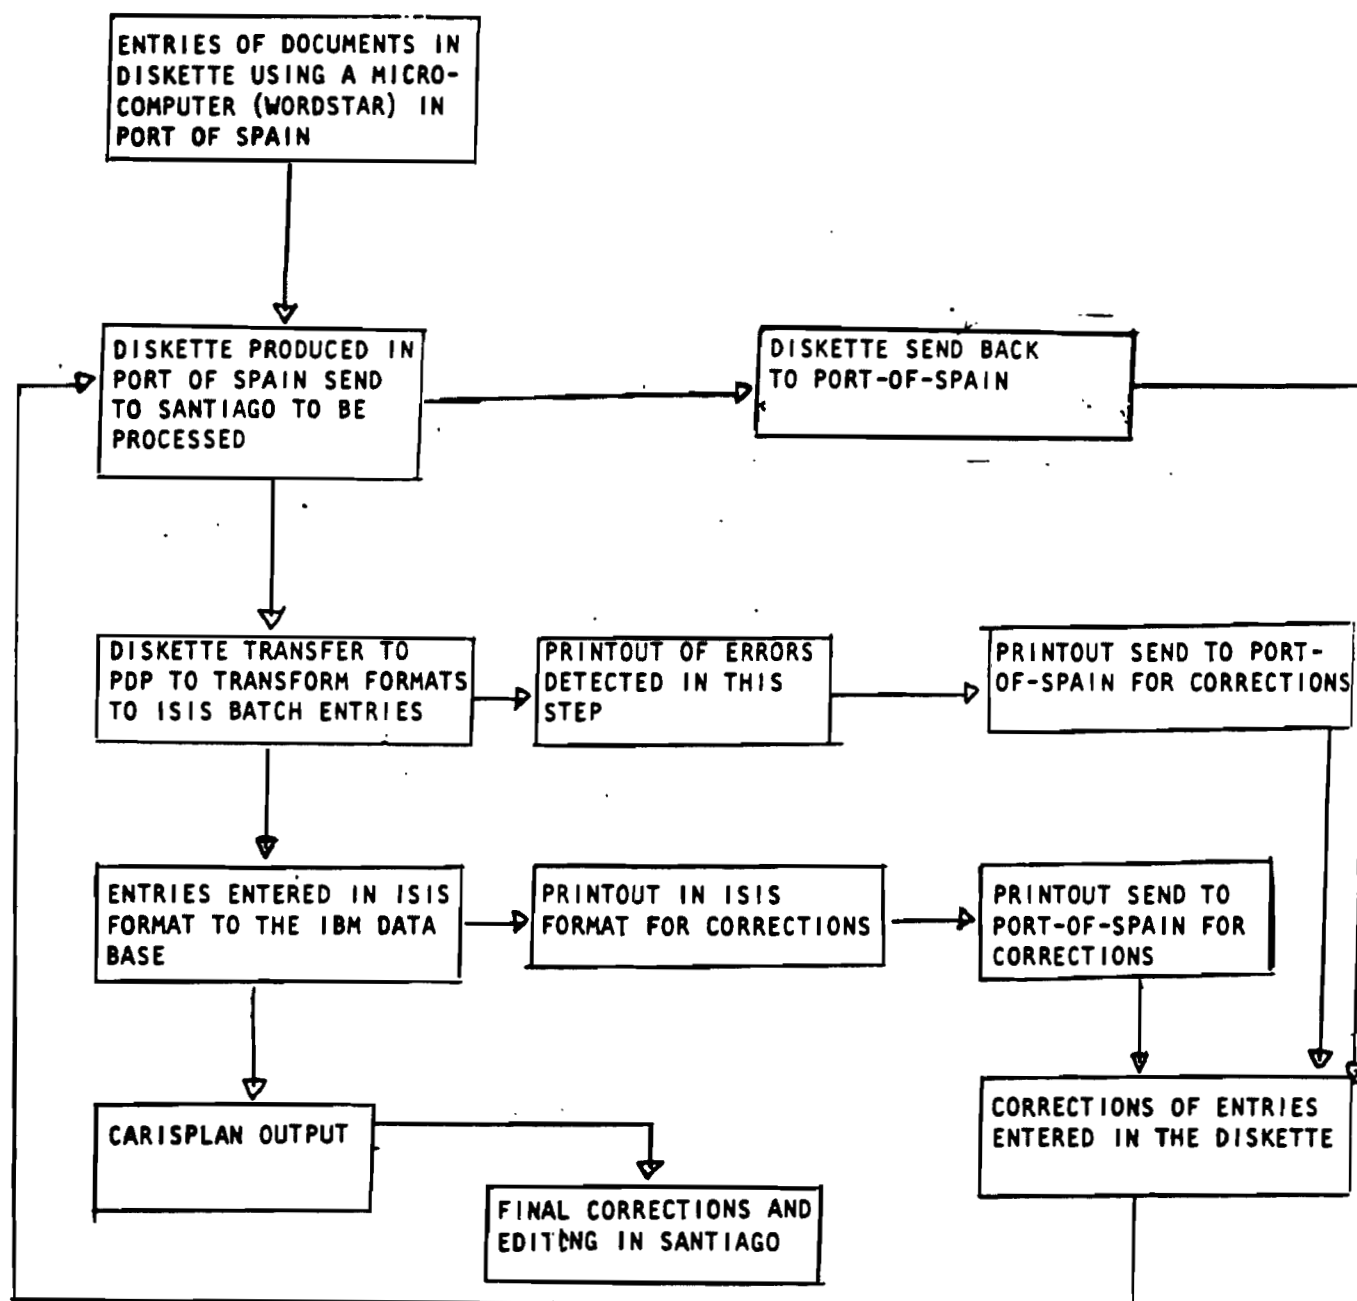 ENTRIES OF DOCUMENTS IN
DISKETTE USING A MICRO-
COMPUTER (WORDSTAR) IN
PORT OF SPAIN
DISKETTE PRODUCED IN
PORT OF SPAIN SEND
TO SANTIAGO TO BE
PROCESSED
DISKETTE SEND BACK
TO PORT-OF-SPAIN
DISKETTE TRANSFER TO
PDP TO TRANSFORM FORMATS
TO ISIS BATCH ENTRIES
PRINTOUT OF ERRORS
DETECTED IN THIS
STEP
PRINTOUT SEND TO PORT-
OF-SPAIN FOR CORRECTIONS
ENTRIES ENTERED IN ISIS
FORMAT TO THE IBM DATA
BASE
PRINTOUT IN ISIS
FORMAT FOR CORRECTIONS
PRINTOUT SEND TO
PORT-OF-SPAIN FOR
CORRECTIONS
CARISPLAN OUTPUT
CORRECTIONS OF ENTRIES
ENTERED IN THE DISKETTE
FINAL CORRECTIONS AND
EDITING IN SANTIAGO